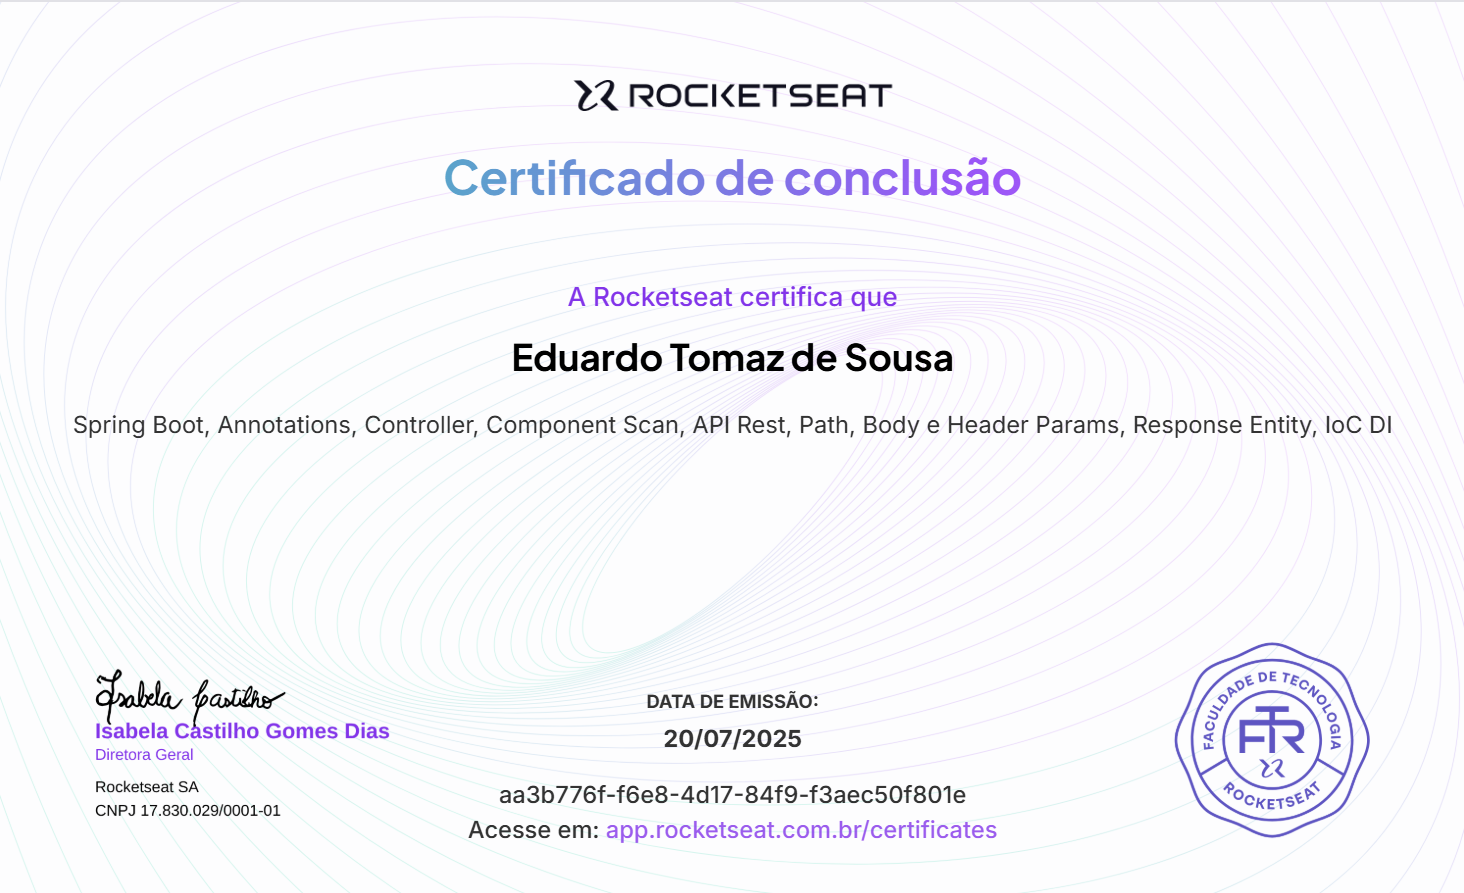 ROCKETSEAT
Certificado de conclusão
A Rocketseat certifica que
Eduardo Tomaz de Sousa
Spring Boot, Annotations, Controller, Component Scan, API Rest, Path, Body e Header Params, Response Entity, IoC DI
Isabela Castilho
Isabela Castilho Gomes Dias
Diretora Geral
Rocketseat SA
CNPJ 17.830.029/0001-01
DATA DE EMISSÃO:
20/07/2025
aa3b776f-f6e8-4d17-84f9-f3aec50f801e
Acesse em: app.rocketseat.com.br/certificates
FACULDADE DE TECNOLOGIA
FTR
ROCKETSEAT